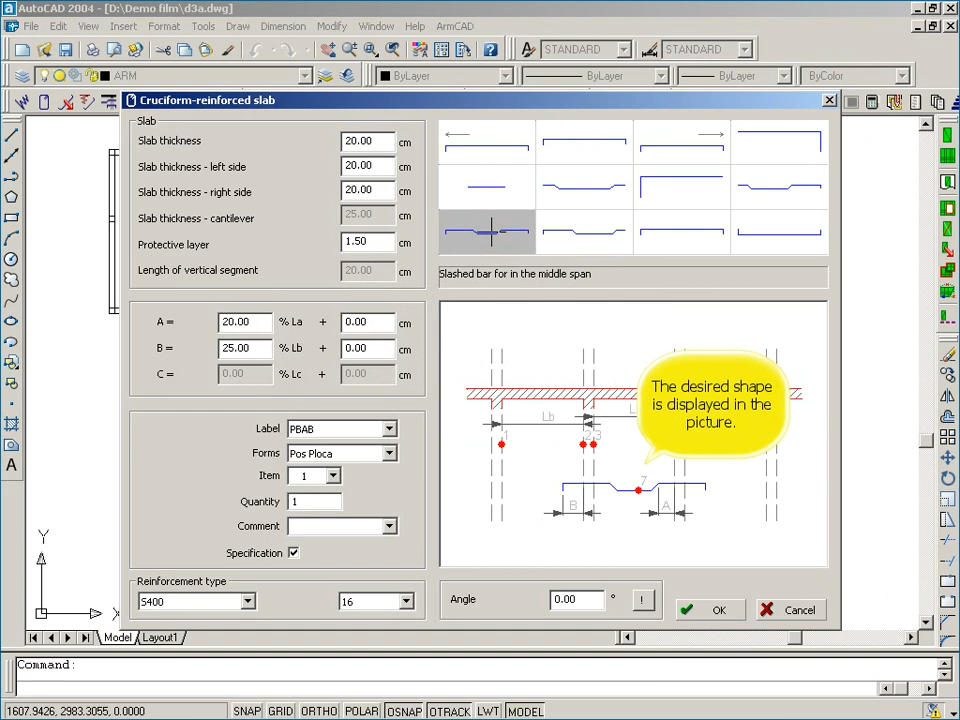 AutoCAD 2004 - [D:\Demo film\d3a.dwg]
File Edit View Insert Format Tools Draw Dimension Modify Window Help ArmCAD
STANDARD STANDARD
ARM ByLayer ByLayer ByLayer ByColor
Cruciform-reinforced slab
Slab
Slab thickness 20.00 cm
Slab thickness - left side 20.00 cm
Slab thickness - right side 20.00 cm
Slab thickness - cantilever 25.00 cm
Protective layer 1.50 cm
Length of vertical segment 20.00 cm
Slashed bar for in the middle span
A = 20.00 % La + 0.00 cm
B = 25.00 % Lb + 0.00 cm
C = 0.00 % Lc + 0.00 cm
The desired shape
is displayed in the
picture.
Lb L
1 2 3
7
B A
Label PBAB
Forms Pos Ploca
Item 1
Quantity 1
Comment
Specification
Reinforcement type
S400 16
Angle 0.00 ° !
OK Cancel
Y
X
Model Layout1
Command:
1607.9426, 2983.3055, 0.0000 SNAP GRID ORTHO POLAR OSNAP OTRACK LWT MODEL